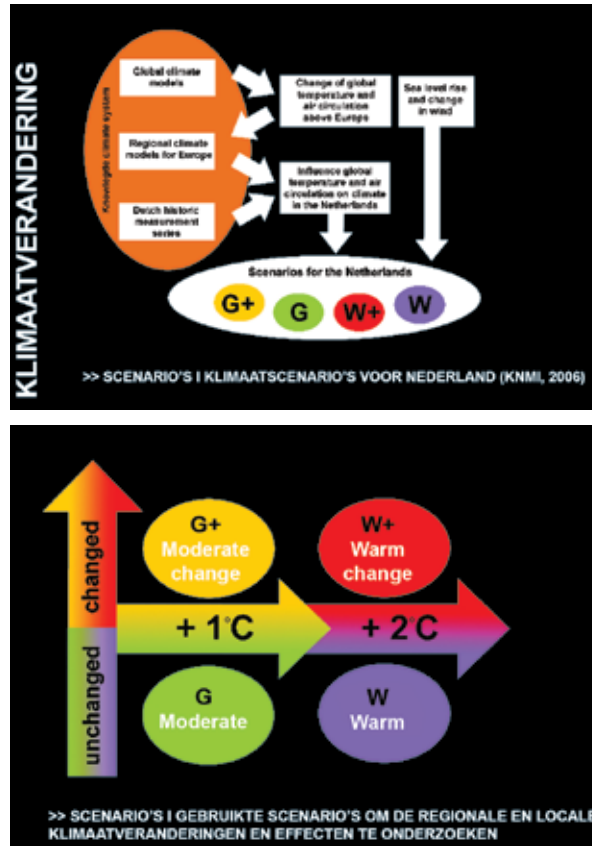 KLIMAATVERANDERING
Knowlegde climate system
Global climate
models
Change of global
temperature and
air circulation
above Europe
Sea level rise
and change
in wind
Regional climate
models for Europe
Influence global
temperature and air
circulation on climate
in the Netherlands
Dutch historic
measurement
series
Scenarios for the Netherlands
G+
G
W+
W
>> SCENARIO'S I KLIMAATSCENARIO'S VOOR NEDERLAND (KNMI, 2006)
changed
unchanged
G+
Moderate
change
W+
Warm
change
+ 1°C
+ 2°C
G
Moderate
W
Warm
>> SCENARIO'S I GEBRUIKTE SCENARIO'S OM DE REGIONALE EN LOCALE
KLIMAATVERANDERINGEN EN EFFECTEN TE ONDERZOEKEN